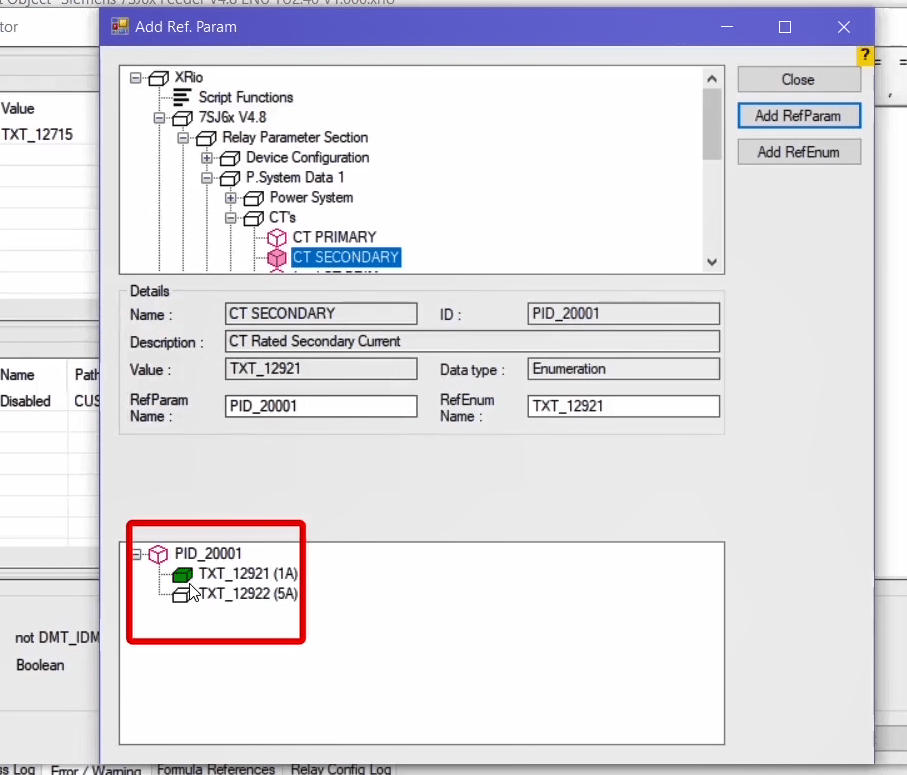 Add Ref. Param
tor
?
Value
TXT_12715
XRio
Script Functions
7SJ6x V4.8
Relay Parameter Section
Device Configuration
P.System Data 1
Power System
CT's
CT PRIMARY
CT SECONDARY
Close
Add RefParam
Add RefEnum
Details
Name : CT SECONDARY ID : PID_20001
Description : CT Rated Secondary Current
Value : TXT_12921 Data type : Enumeration
RefParam Name : PID_20001 RefEnum Name : TXT_12921
Name Path
Disabled CUS
PID_20001
TXT_12921 (1A)
TXT_12922 (5A)
not DMT_IDM
Boolean
ss Log Error / Warning Formula References Relay Config Log